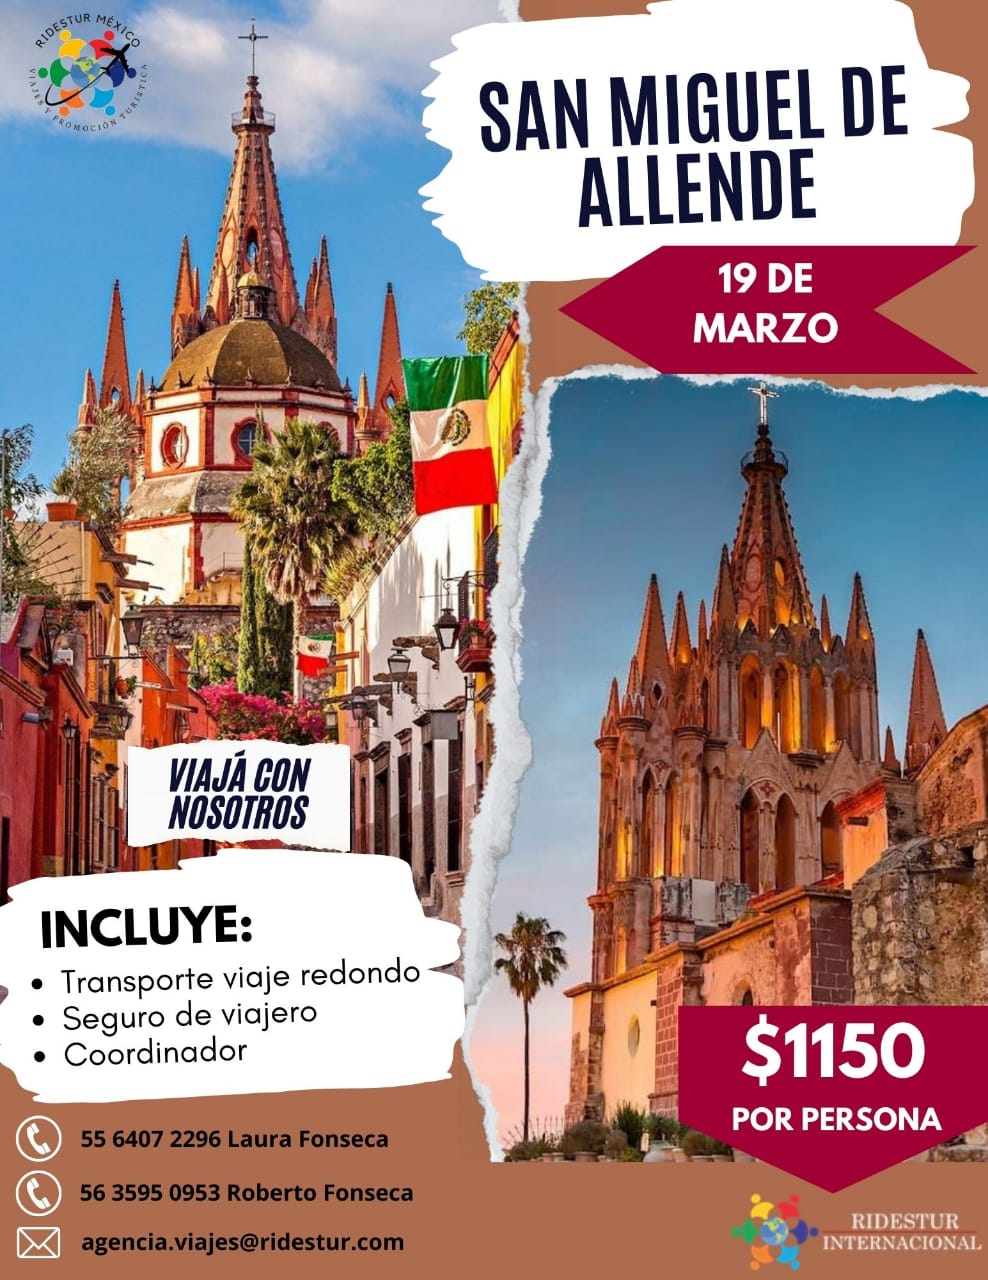 RIDESTUR MÉXICO
VIAJES Y PROMOCIÓN TURISTICA
SAN MIGUEL DE
ALLENDE
19 DE
MARZO
VIAJÁ CON
NOSOTROS
INCLUYE:
• Transporte viaje redondo
• Seguro de viajero
• Coordinador
$1150
POR PERSONA
55 6407 2296 Laura Fonseca
56 3595 0953 Roberto Fonseca
agencia.viajes@ridestur.com
RIDESTUR
INTERNACIONAL